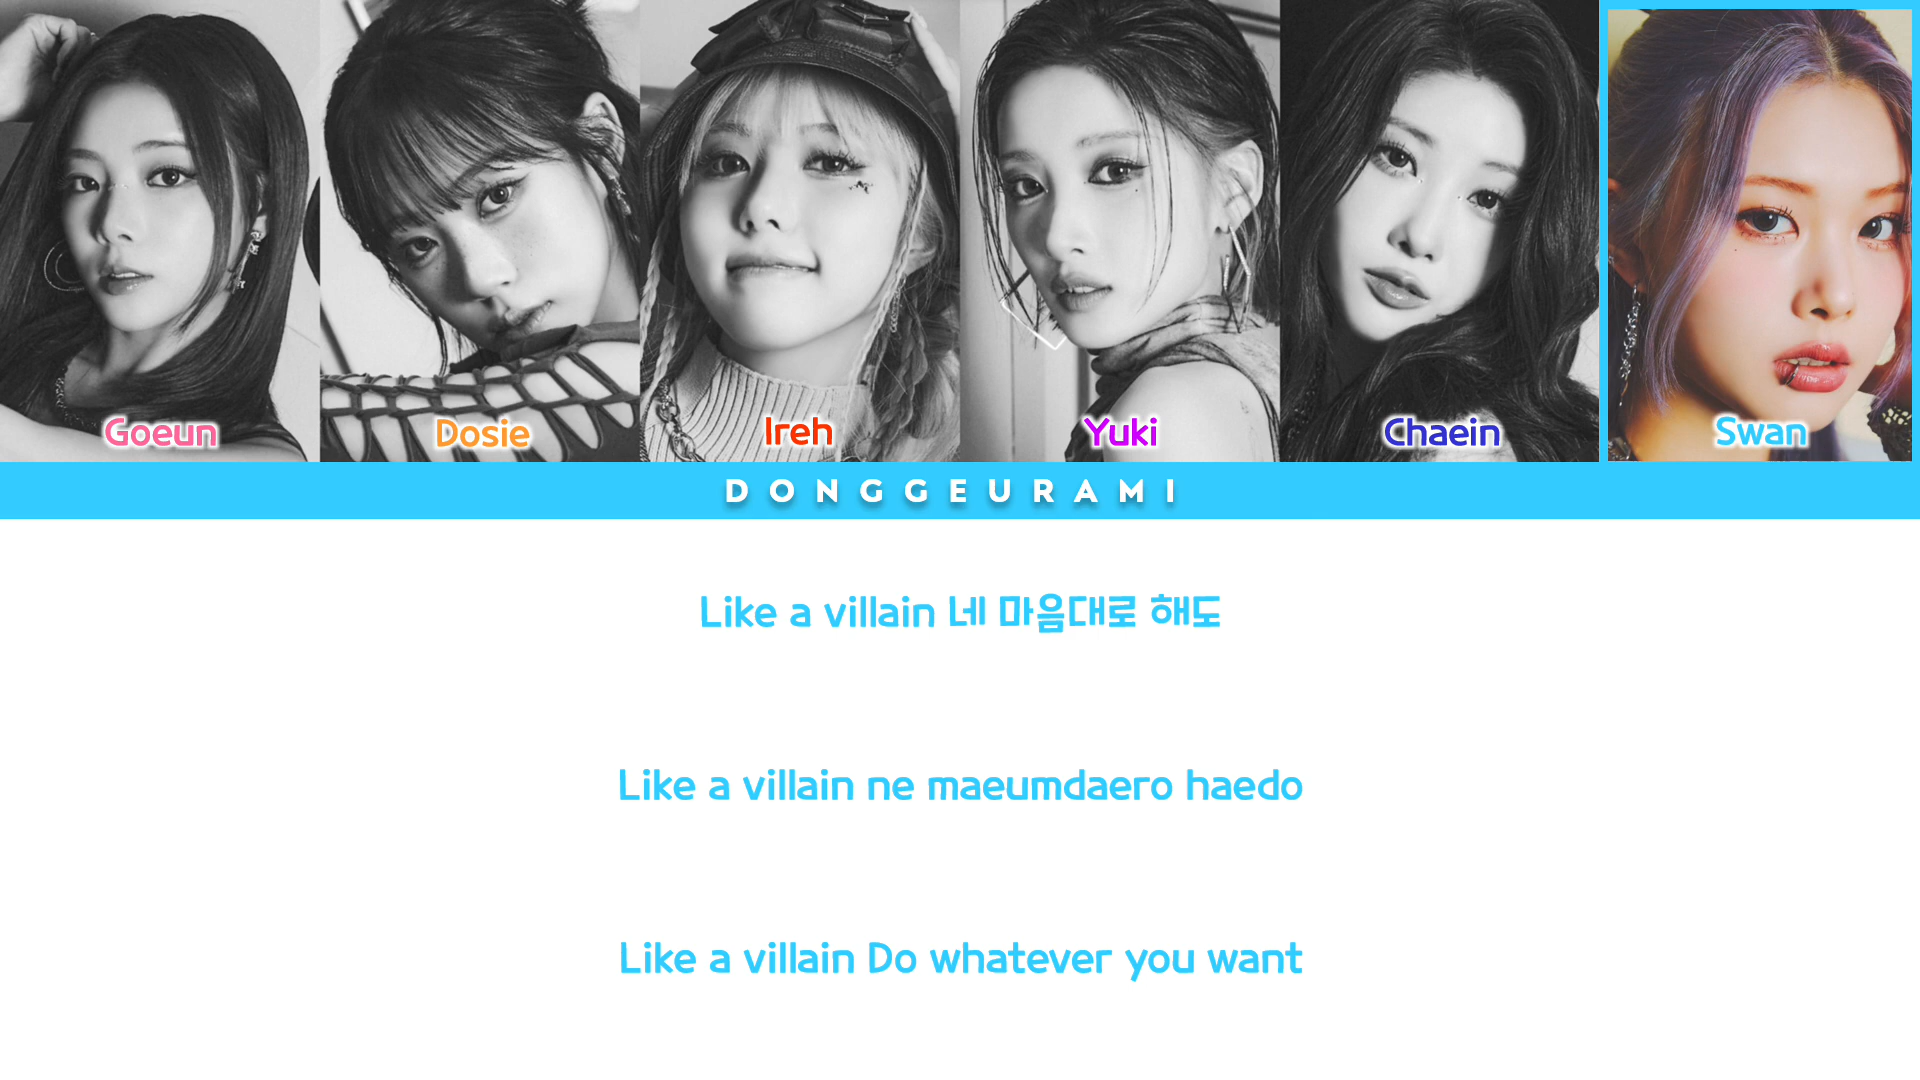 Goeun
Dosie
Ireh
Yuki
Chaein
Swan
DONGGEURAMI
Like a villain 네 마음대로 해도
Like a villain ne maeumdaero haedo
Like a villain Do whatever you want